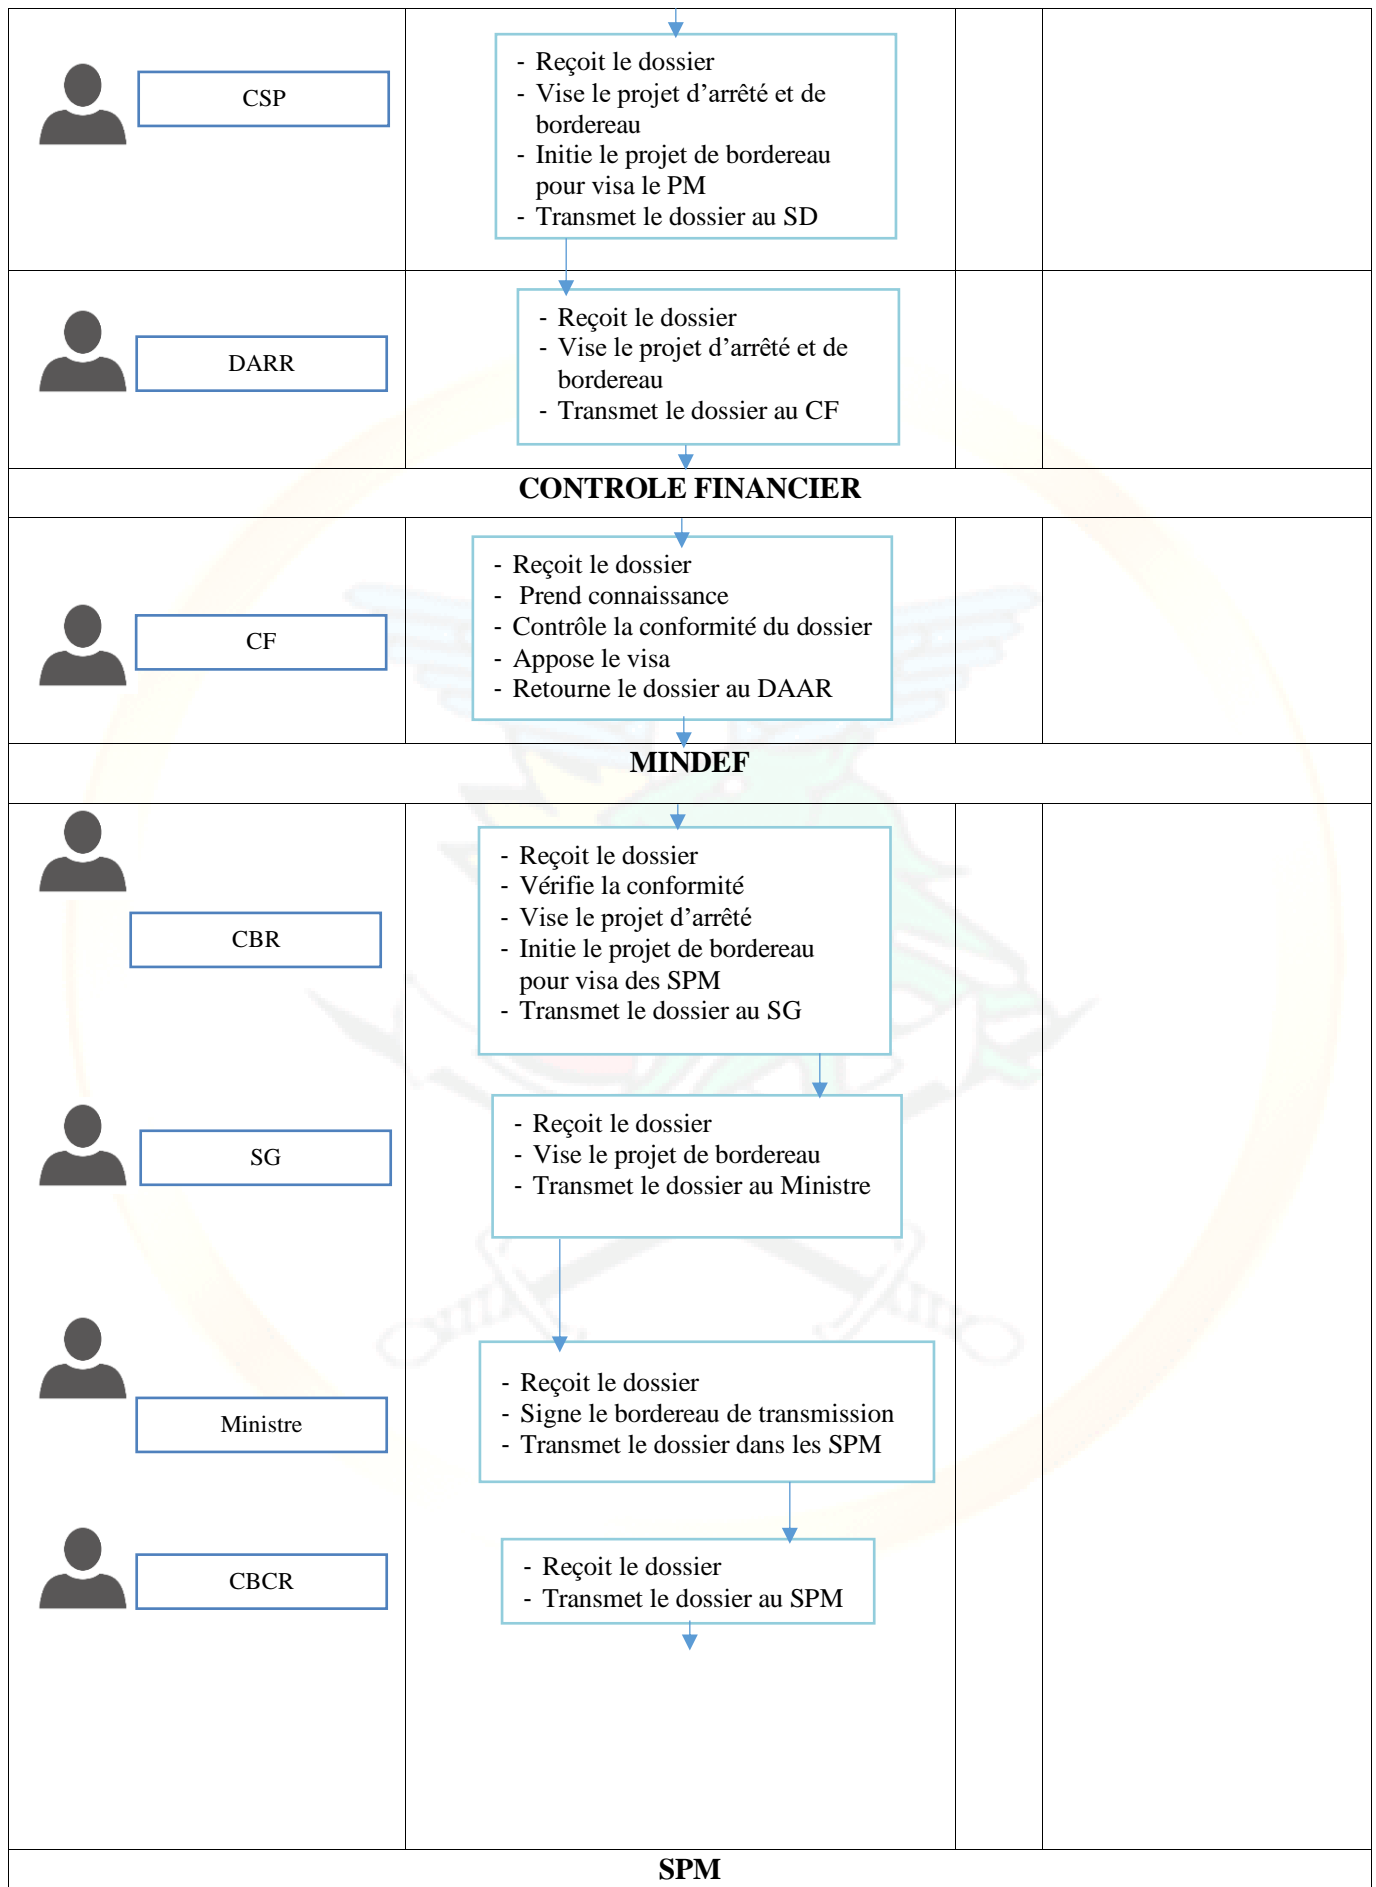 CSP
- Reçoit le dossier
- Vise le projet d’arrêté et de
bordereau
- Initie le projet de bordereau
pour visa le PM
- Transmet le dossier au SD
DARR
- Reçoit le dossier
- Vise le projet d’arrêté et de
bordereau
- Transmet le dossier au CF
CONTROLE FINANCIER
CF
- Reçoit le dossier
- Prend connaissance
- Contrôle la conformité du dossier
- Appose le visa
- Retourne le dossier au DAAR
MINDEF
CBR
- Reçoit le dossier
- Vérifie la conformité
- Vise le projet d’arrêté
- Initie le projet de bordereau
pour visa des SPM
- Transmet le dossier au SG
SG
- Reçoit le dossier
- Vise le projet de bordereau
- Transmet le dossier au Ministre
Ministre
- Reçoit le dossier
- Signe le bordereau de transmission
- Transmet le dossier dans les SPM
CBCR
- Reçoit le dossier
- Transmet le dossier au SPM
SPM